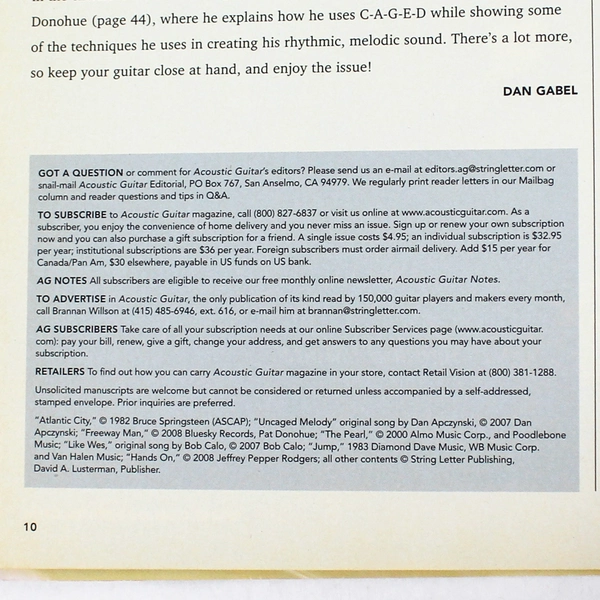 Donohue (page 44), where he explains how he uses C-A-G-E-D while showing some
of the techniques he uses in creating his rhythmic, melodic sound. There's a lot more,
so keep your guitar close at hand, and enjoy the issue!
DAN GABEL
GOT A QUESTION or comment for Acoustic Guitar's editors? Please send us an e-mail at editors.ag@stringletter.com or
snail-mail Acoustic Guitar Editorial, PO Box 767, San Anselmo, CA 94979. We regularly print reader letters in our Mailbag
column and reader questions and tips in Q&A.
TO SUBSCRIBE to Acoustic Guitar magazine, call (800) 827-6837 or visit us online at www.acousticguitar.com. As a
subscriber, you enjoy the convenience of home delivery and you never miss an issue. Sign up or renew your own subscription
now and you can also purchase a gift subscription for a friend. A single issue costs $4.95; an individual subscription is $32.95
per year; institutional subscriptions are $36 per year. Foreign subscribers must order airmail delivery. Add $15 per year for
Canada/Pan Am, $30 elsewhere, payable in US funds on US bank.
AG NOTES All subscribers are eligible to receive our free monthly online newsletter, Acoustic Guitar Notes.
TO ADVERTISE in Acoustic Guitar, the only publication of its kind read by 150,000 guitar players and makers every month,
call Brannan Willson at (415) 485-6946, ext. 616, or e-mail him at brannan@stringletter.com.
AG SUBSCRIBERS Take care of all your subscription needs at our online Subscriber Services page (www.acousticguitar.
com): pay your bill, renew, give a gift, change your address, and get answers to any questions you may have about your
subscription.
RETAILERS To find out how you can carry Acoustic Guitar magazine in your store, contact Retail Vision at (800) 381-1288.
Unsolicited manuscripts are welcome but cannot be considered or returned unless accompanied by a self-addressed,
stamped envelope. Prior inquiries are preferred.
"Atlantic City," © 1982 Bruce Springsteen (ASCAP); "Uncaged Melody" original song by Dan Apczynski, © 2007 Dan
Apczynski; "Freeway Man," © 2008 Bluesky Records, Pat Donohue; "The Pearl," © 2000 Almo Music Corp., and Poodlebone
Music; "Like Wes," original song by Bob Calo, © 2007 Bob Calo; "Jump," 1983 Diamond Dave Music, WB Music Corp.
and Van Halen Music; "Hands On," © 2008 Jeffrey Pepper Rodgers; all other contents © String Letter Publishing,
David A. Lusterman, Publisher.
10